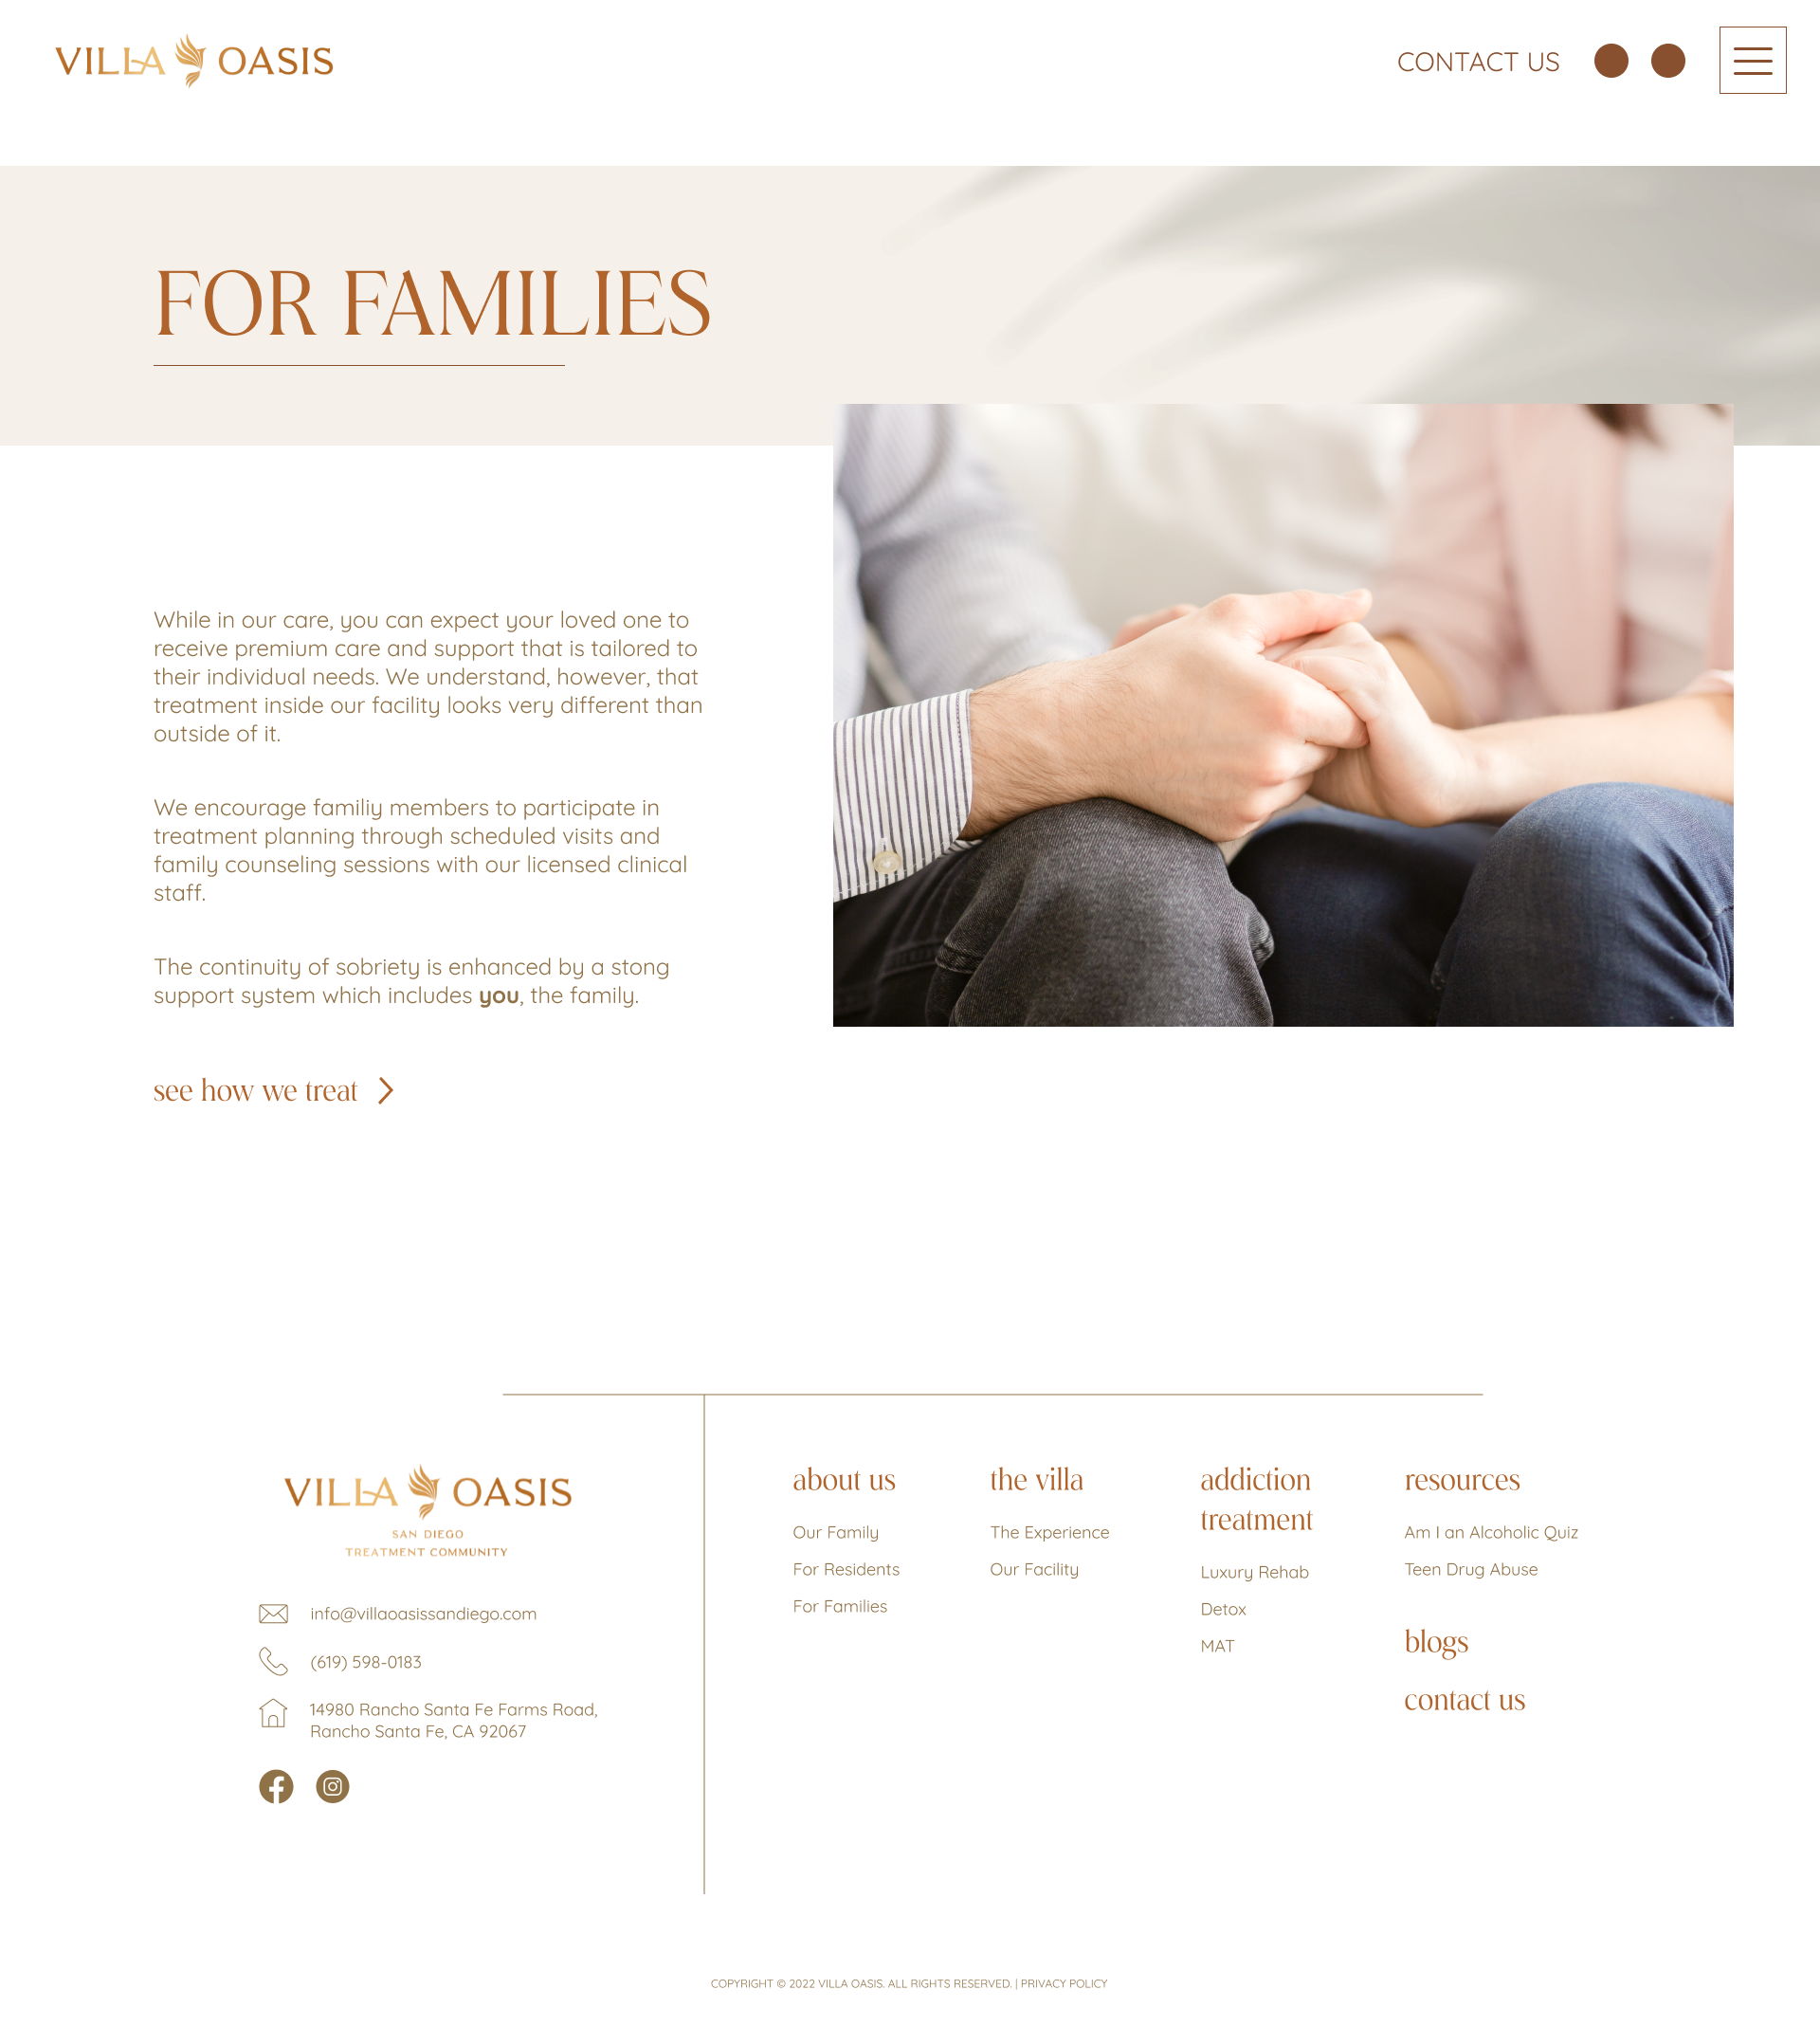 VILLA OASIS
CONTACT US
FOR FAMILIES
While in our care, you can expect your loved one to
receive premium care and support that is tailored to
their individual needs. We understand, however, that
treatment inside our facility looks very different than
outside of it.
We encourage familiy members to participate in
treatment planning through scheduled visits and
family counseling sessions with our licensed clinical
staff.
The continuity of sobriety is enhanced by a stong
support system which includes you, the family.
see how we treat
VILLA OASIS
SAN DIEGO
TREATMENT COMMUNITY
info@villaoasissandiego.com
(619) 598-0183
14980 Rancho Santa Fe Farms Road,
Rancho Santa Fe, CA 92067
about us
Our Family
For Residents
For Families
the villa
The Experience
Our Facility
addiction
treatment
Luxury Rehab
Detox
MAT
resources
Am I an Alcoholic Quiz
Teen Drug Abuse
blogs
contact us
COPYRIGHT © 2022 VILLA OASIS. ALL RIGHTS RESERVED. | PRIVACY POLICY